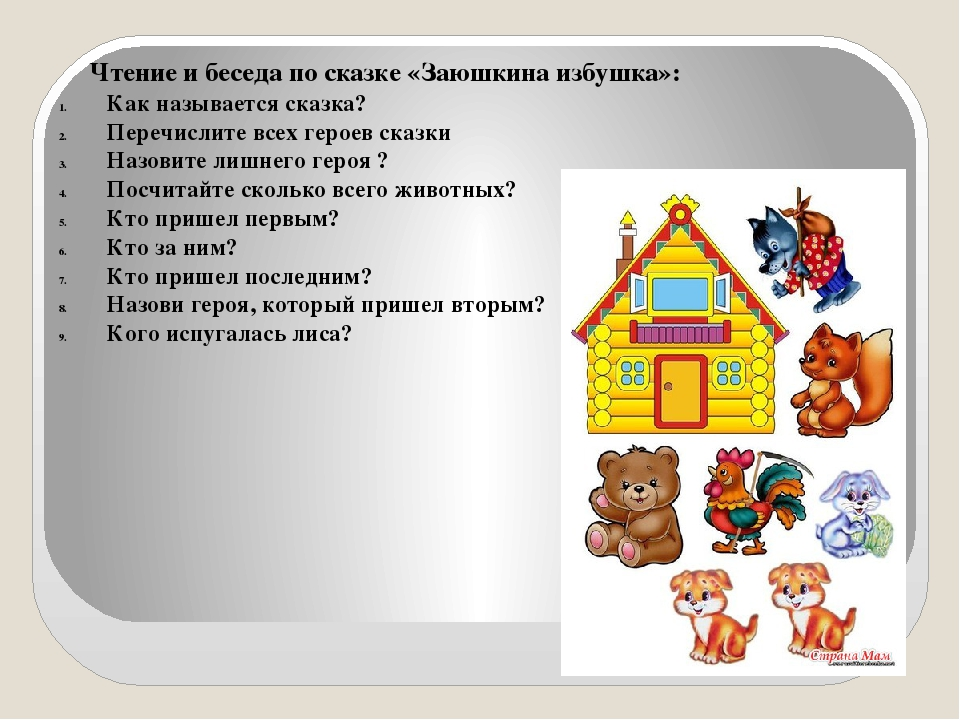 Чтение и беседа по сказке «Заюшкина избушка»:
1. Как называется сказка?
2. Перечислите всех героев сказки
3. Назовите лишнего героя ?
4. Посчитайте сколько всего животных?
5. Кто пришел первым?
6. Кто за ним?
7. Кто пришел последним?
8. Назови героя, который пришел вторым?
9. Кого испугалась лиса?
Страна Мам